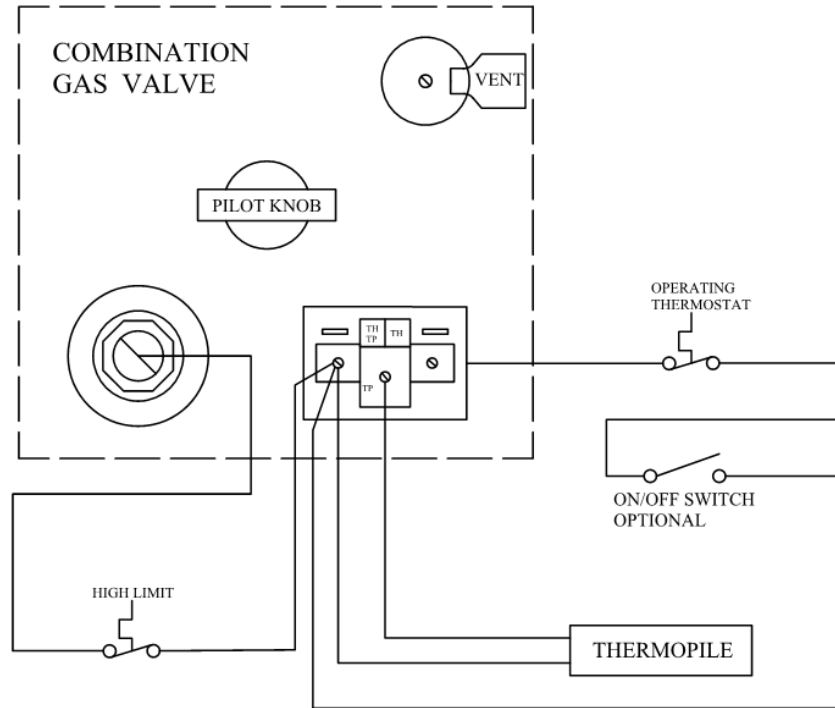 COMBINATION
GAS VALVE
VENT
PILOT KNOB
OPERATING
THERMOSTAT
TH
TP
TH
TP
ON/OFF SWITCH
OPTIONAL
HIGH LIMIT
THERMOPILE